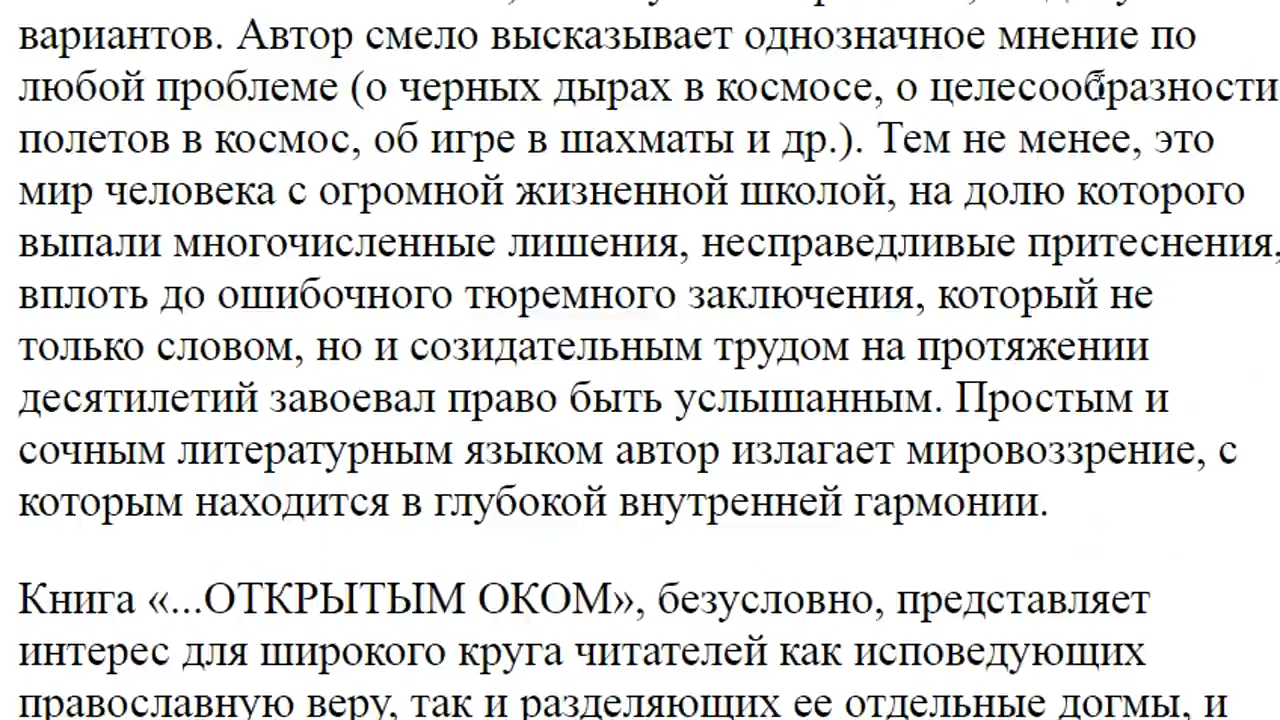 вариантов. Автор смело высказывает однозначное мнение по
любой проблеме (о черных дырах в космосе, о целесообразности
полетов в космос, об игре в шахматы и др.). Тем не менее, это
мир человека с огромной жизненной школой, на долю которого
выпали многочисленные лишения, несправедливые притеснения,
вплоть до ошибочного тюремного заключения, который не
только словом, но и созидательным трудом на протяжении
десятилетий завоевал право быть услышанным. Простым и
сочным литературным языком автор излагает мировоззрение, с
которым находится в глубокой внутренней гармонии.
Книга «...ОТКРЫТЫМ ОКОМ», безусловно, представляет
интерес для широкого круга читателей как исповедующих
православную веру, так и разделяющих ее отдельные догмы, и